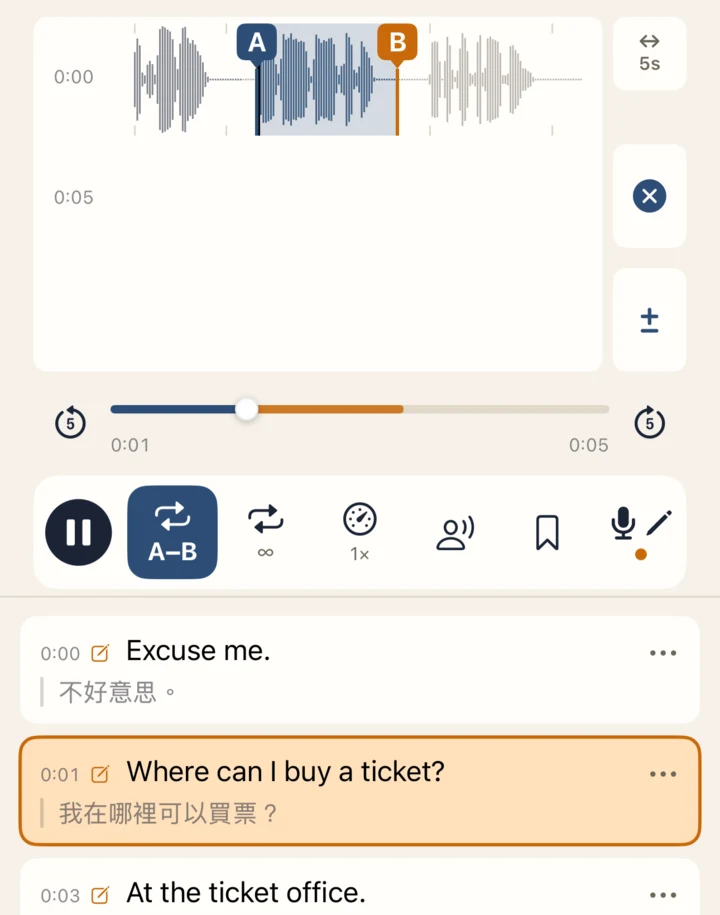 A
B
0:00
5s
0:05
5
5
0:01
0:05
A–B
∞
1×
0:00 Excuse me.
不好意思。
0:01 Where can I buy a ticket?
我在哪裡可以買票？
0:03 At the ticket office.